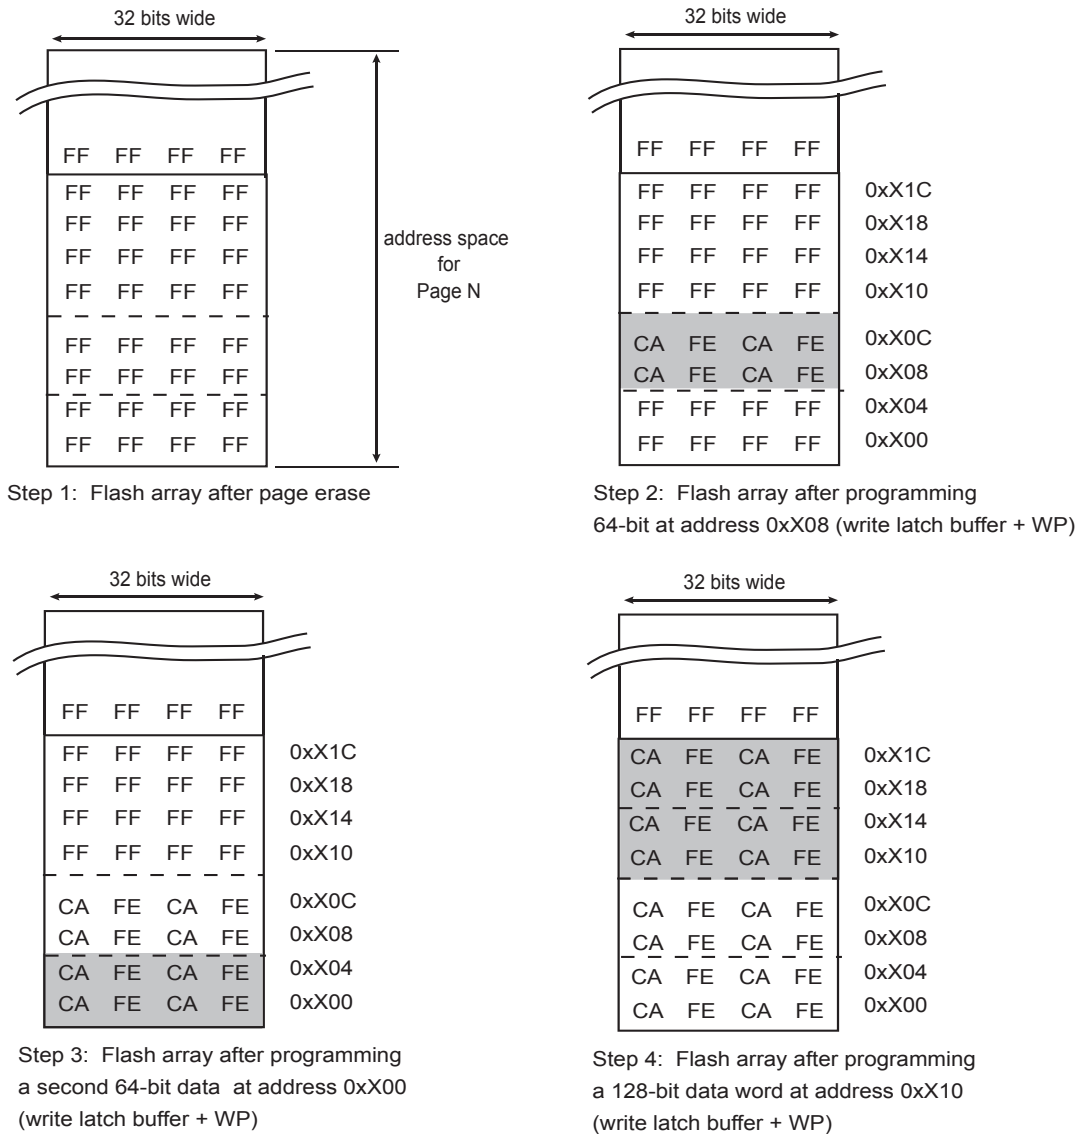 32 bits wide
FF FF FF FF
FF FF FF FF
FF FF FF FF
FF FF FF FF
FF FF FF FF
FF FF FF FF
FF FF FF FF
FF FF FF FF
FF FF FF FF
address space
for
Page N
Step 1: Flash array after page erase
32 bits wide
FF FF FF FF
FF FF FF FF 0xX1C
FF FF FF FF 0xX18
FF FF FF FF 0xX14
FF FF FF FF 0xX10
CA FE CA FE 0xX0C
CA FE CA FE 0xX08
FF FF FF FF 0xX04
FF FF FF FF 0xX00
Step 2: Flash array after programming
64-bit at address 0xX08 (write latch buffer + WP)
32 bits wide
FF FF FF FF
FF FF FF FF 0xX1C
FF FF FF FF 0xX18
FF FF FF FF 0xX14
FF FF FF FF 0xX10
CA FE CA FE 0xX0C
CA FE CA FE 0xX08
CA FE CA FE 0xX04
CA FE CA FE 0xX00
Step 3: Flash array after programming
a second 64-bit data at address 0xX00
(write latch buffer + WP)
32 bits wide
FF FF FF FF
CA FE CA FE 0xX1C
CA FE CA FE 0xX18
CA FE CA FE 0xX14
CA FE CA FE 0xX10
CA FE CA FE 0xX0C
CA FE CA FE 0xX08
CA FE CA FE 0xX04
CA FE CA FE 0xX00
Step 4: Flash array after programming
a 128-bit data word at address 0xX10
(write latch buffer + WP)